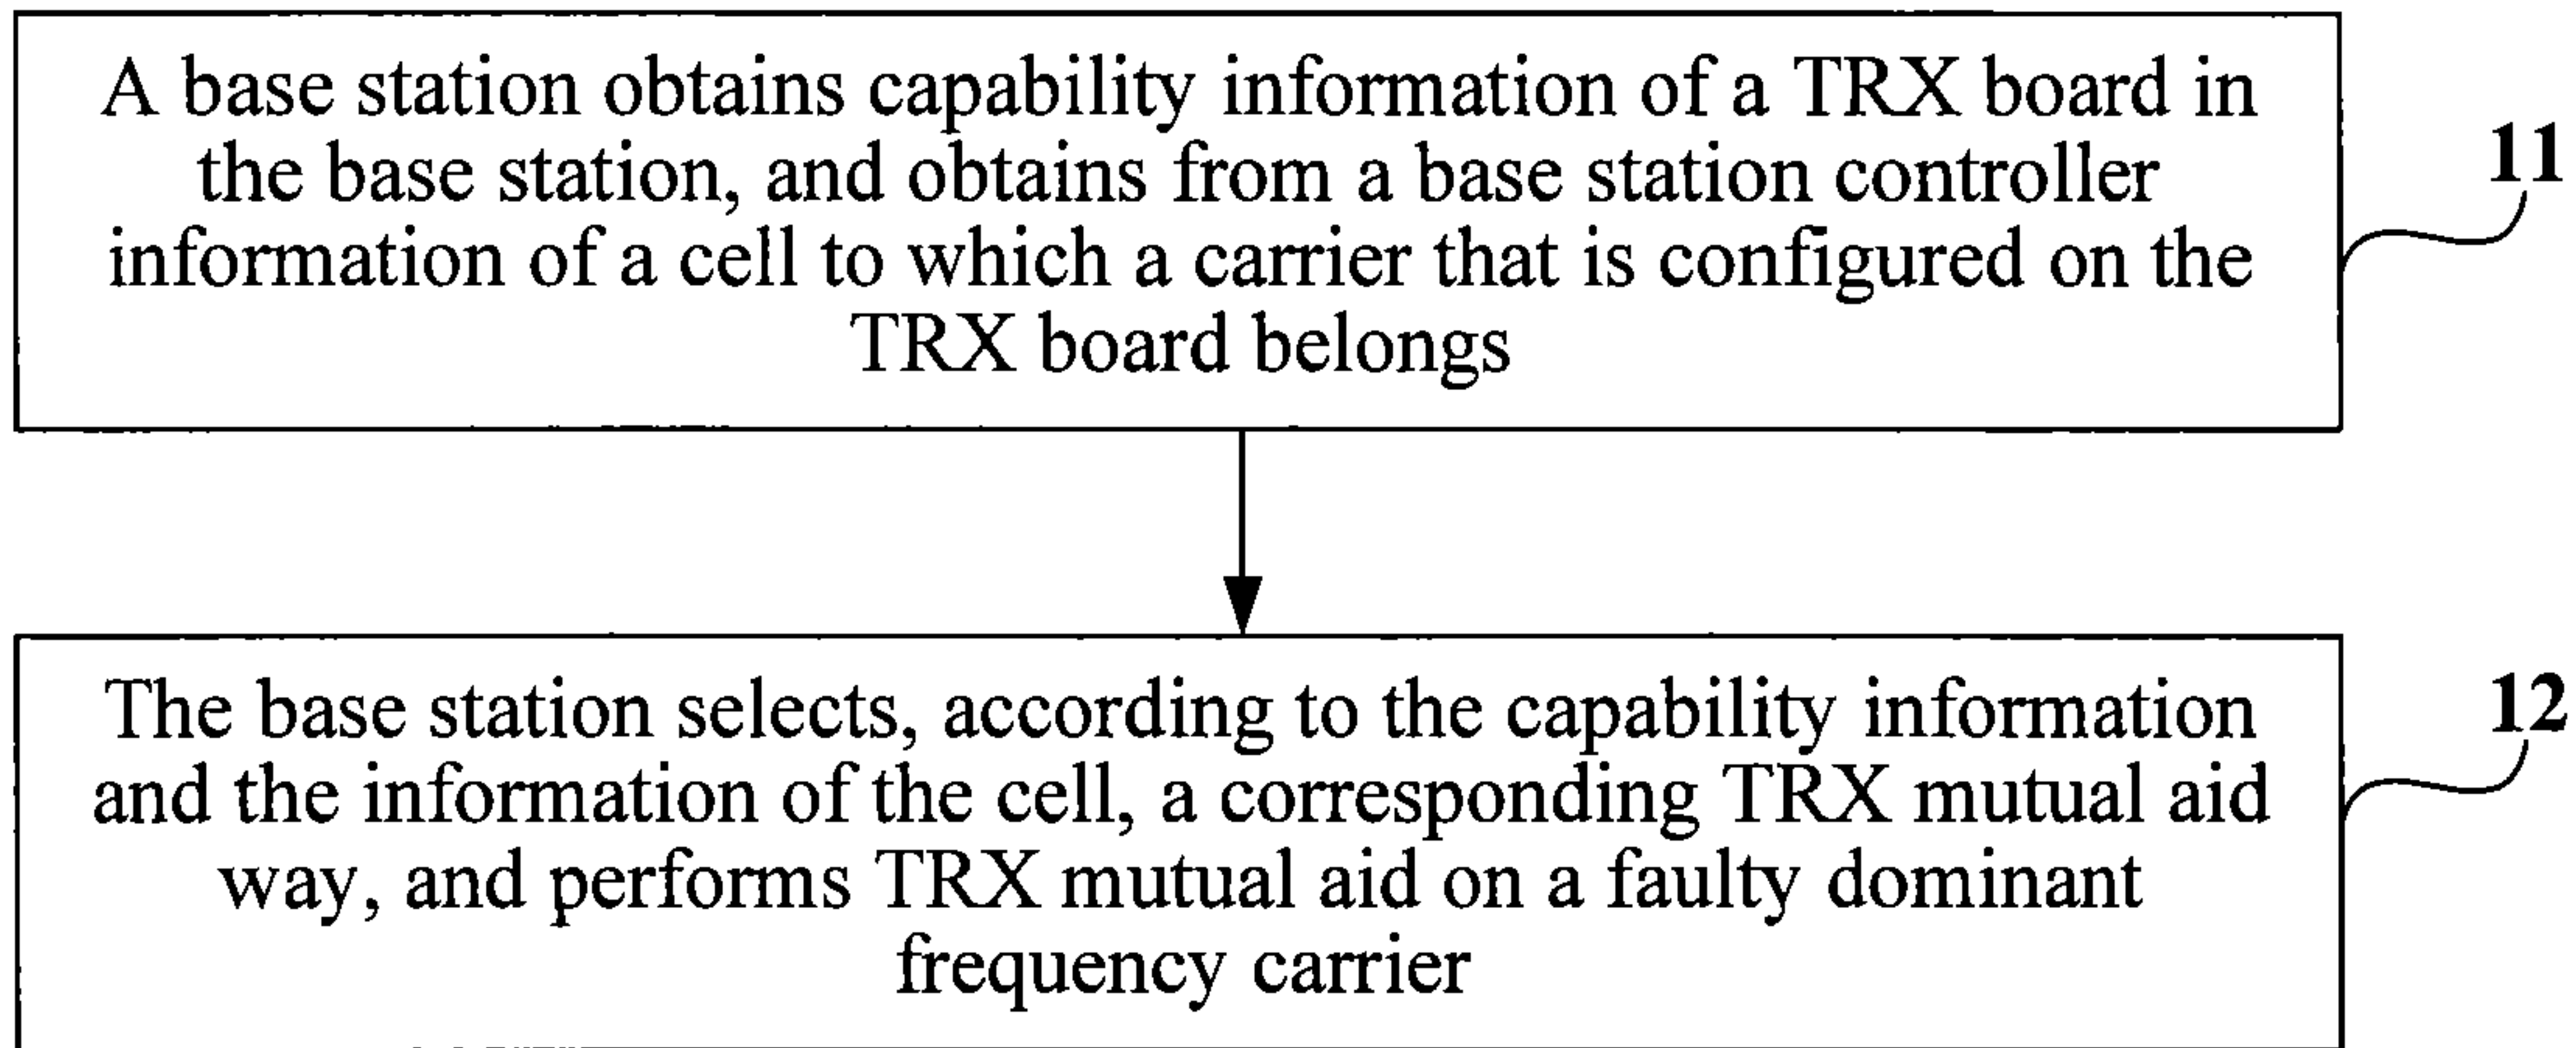 A base station obtains capability information of a TRX board in
the base station, and obtains from a base station controller
information of a cell to which a carrier that is configured on the
TRX board belongs
11
The base station selects, according to the capability information
and the information of the cell, a corresponding TRX mutual aid
way, and performs TRX mutual aid on a faulty dominant
frequency carrier
12